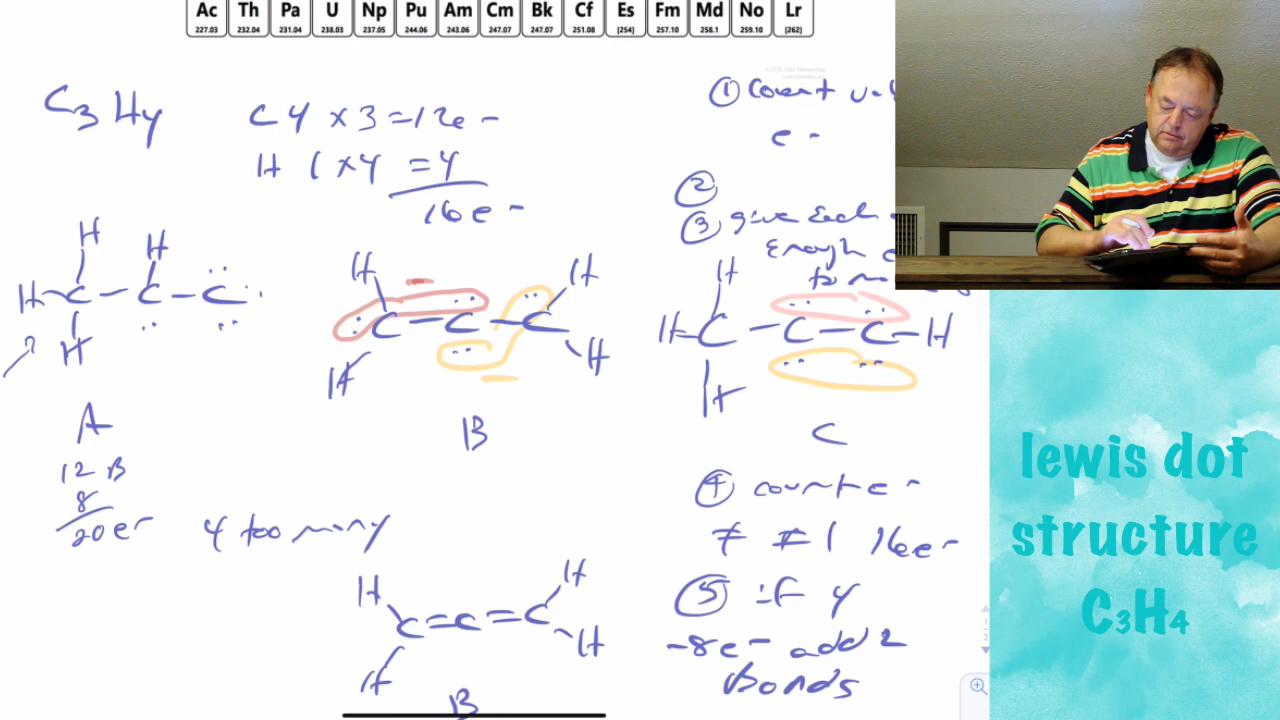 Ac Th Pa U Np Pu Am Cm Bk Cf Es Fm Md No Lr
227.03 232.04 231.04 238.03 237.05 244.06 243.06 247.07 247.07 251.08 [254] 257.10 258.1 259.10 [262]
C3H4
C 4 × 3 = 12e-
H 1 × 4 = 4
16e-
① Count v.
e-
②
③ give Each
Enough e
to
H H
H-C-C-C
H
A
12 B
8
20e-
4 too many
H H
C-C-C
H H
B
H
H C-C-C-H
H
C
④ count e-
≠ #1 16e-
⑤ if 4
-8e- add 2
Bonds
H H
C=C=C
H H
B
lewis dot
structure
C3H4